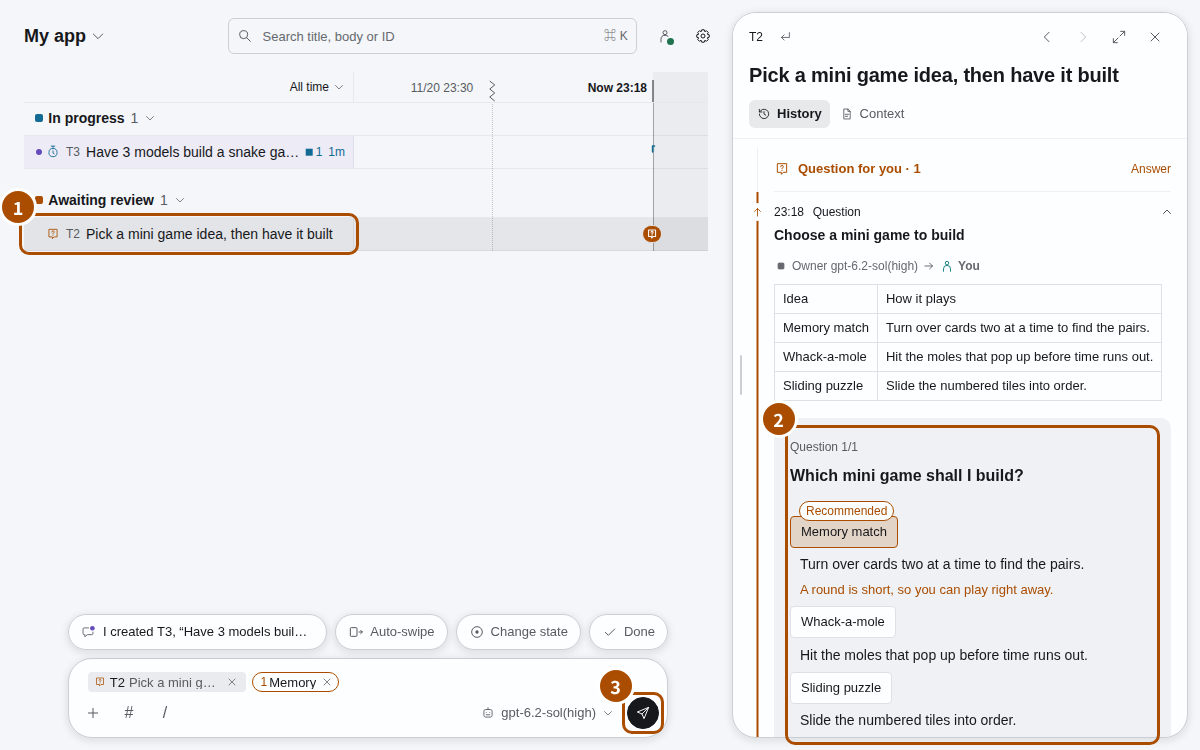 My app
Search title, body or ID
⌘ K
All time
11/20 23:30
Now 23:18
In progress 1
T3 Have 3 models build a snake ga… 1 1m
1
Awaiting review 1
T2 Pick a mini game idea, then have it built
I created T3, “Have 3 models buil…
Auto-swipe
Change state
Done
T2 Pick a mini g…
1 Memory
3
# /
gpt-6.2-sol(high)
T2
Pick a mini game idea, then have it built
History
Context
Question for you · 1
Answer
23:18 Question
Choose a mini game to build
Owner gpt-6.2-sol(high) → You
Idea How it plays
Memory match Turn over cards two at a time to find the pairs.
Whack-a-mole Hit the moles that pop up before time runs out.
Sliding puzzle Slide the numbered tiles into order.
2
Question 1/1
Which mini game shall I build?
Recommended
Memory match
Turn over cards two at a time to find the pairs.
A round is short, so you can play right away.
Whack-a-mole
Hit the moles that pop up before time runs out.
Sliding puzzle
Slide the numbered tiles into order.